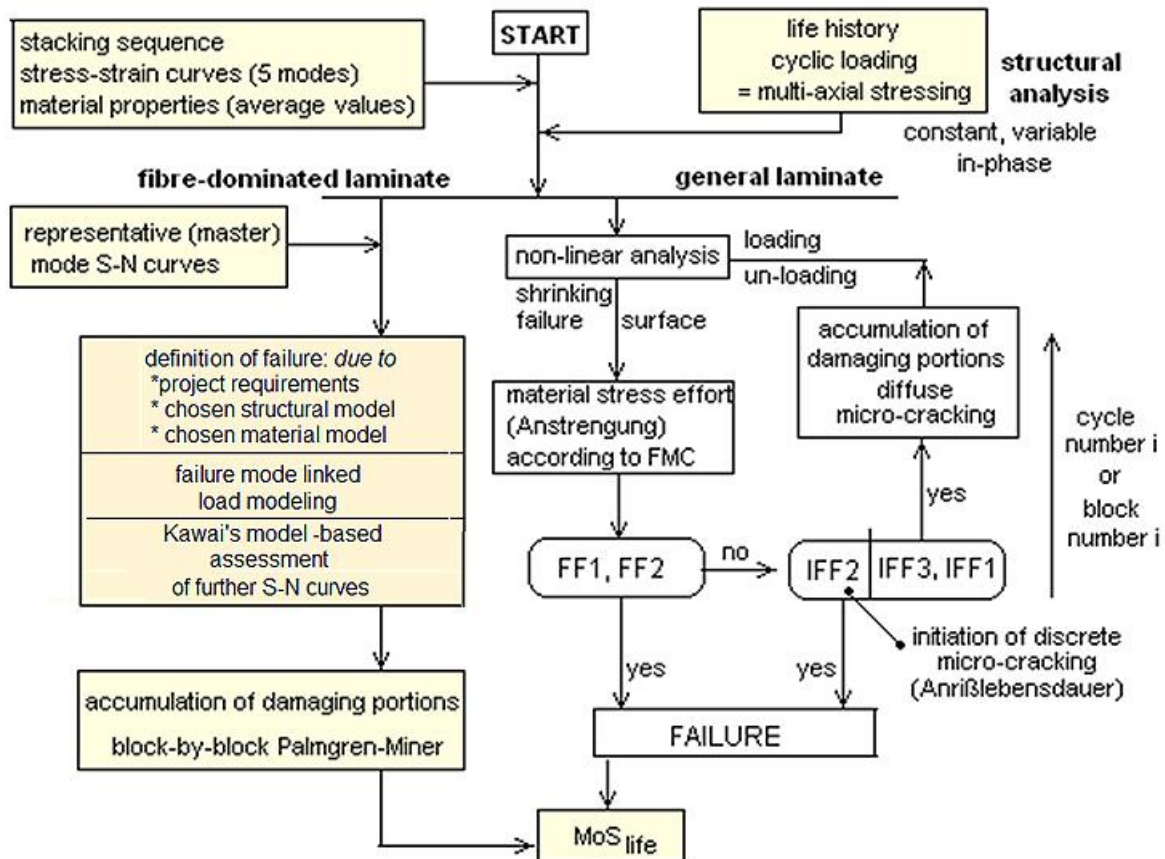 START
stacking sequence
stress-strain curves (5 modes)
material properties (average values)
life history
cyclic loading
= multi-axial stressing
structural
analysis
constant, variable
in-phase
fibre-dominated laminate
general laminate
representative (master)
mode S-N curves
definition of failure: due to
*project requirements
* chosen structural model
* chosen material model
failure mode linked
load modeling
Kawai's model -based
assessment
of further S-N curves
accumulation of damaging portions
block-by-block Palmgren-Miner
non-linear analysis
loading
un-loading
shrinking
failure surface
material stress effort
(Anstrengung)
according to FMC
FF1, FF2
no
IFF2 IFF3, IFF1
yes
accumulation of
damaging portions
diffuse
micro-cracking
cycle
number i
or
block
number i
initiation of discrete
micro-cracking
(Anrißlebensdauer)
yes
yes
FAILURE
MoS life